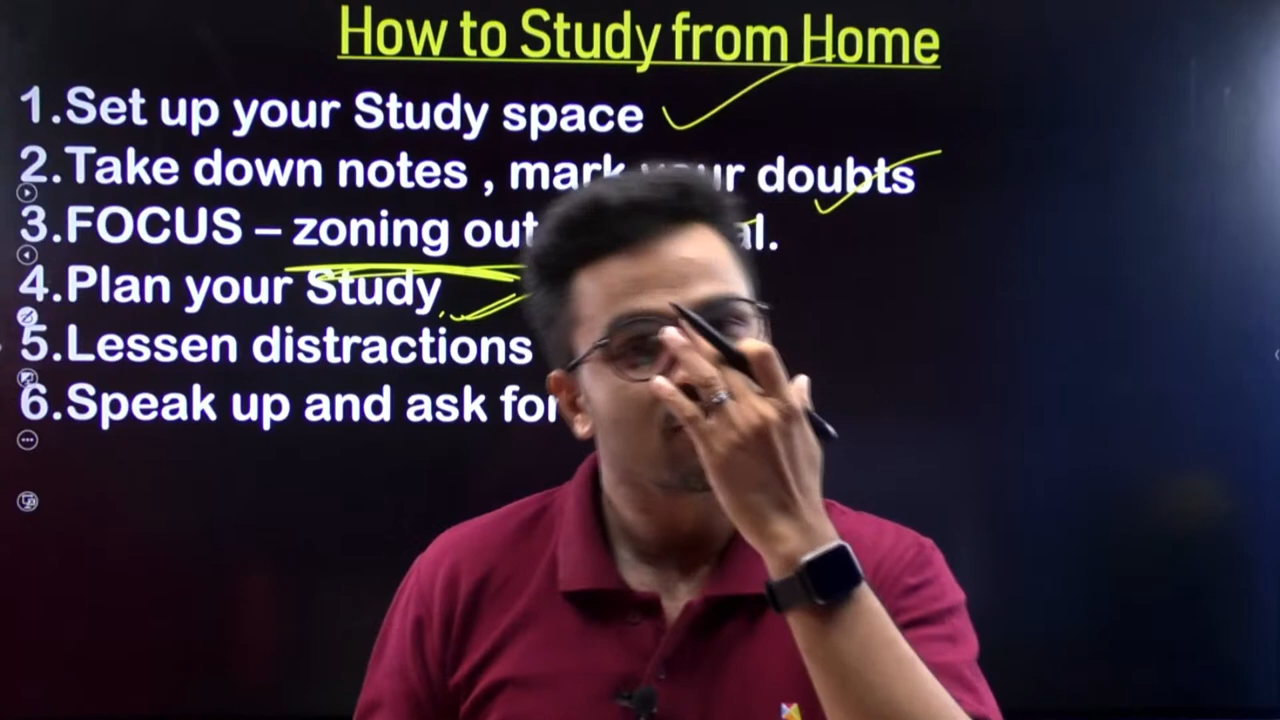 How to Study from Home
1.Set up your Study space
2.Take down notes , mark your doubts
3.FOCUS – zoning out
4.Plan your Study
5.Lessen distractions
6.Speak up and ask for